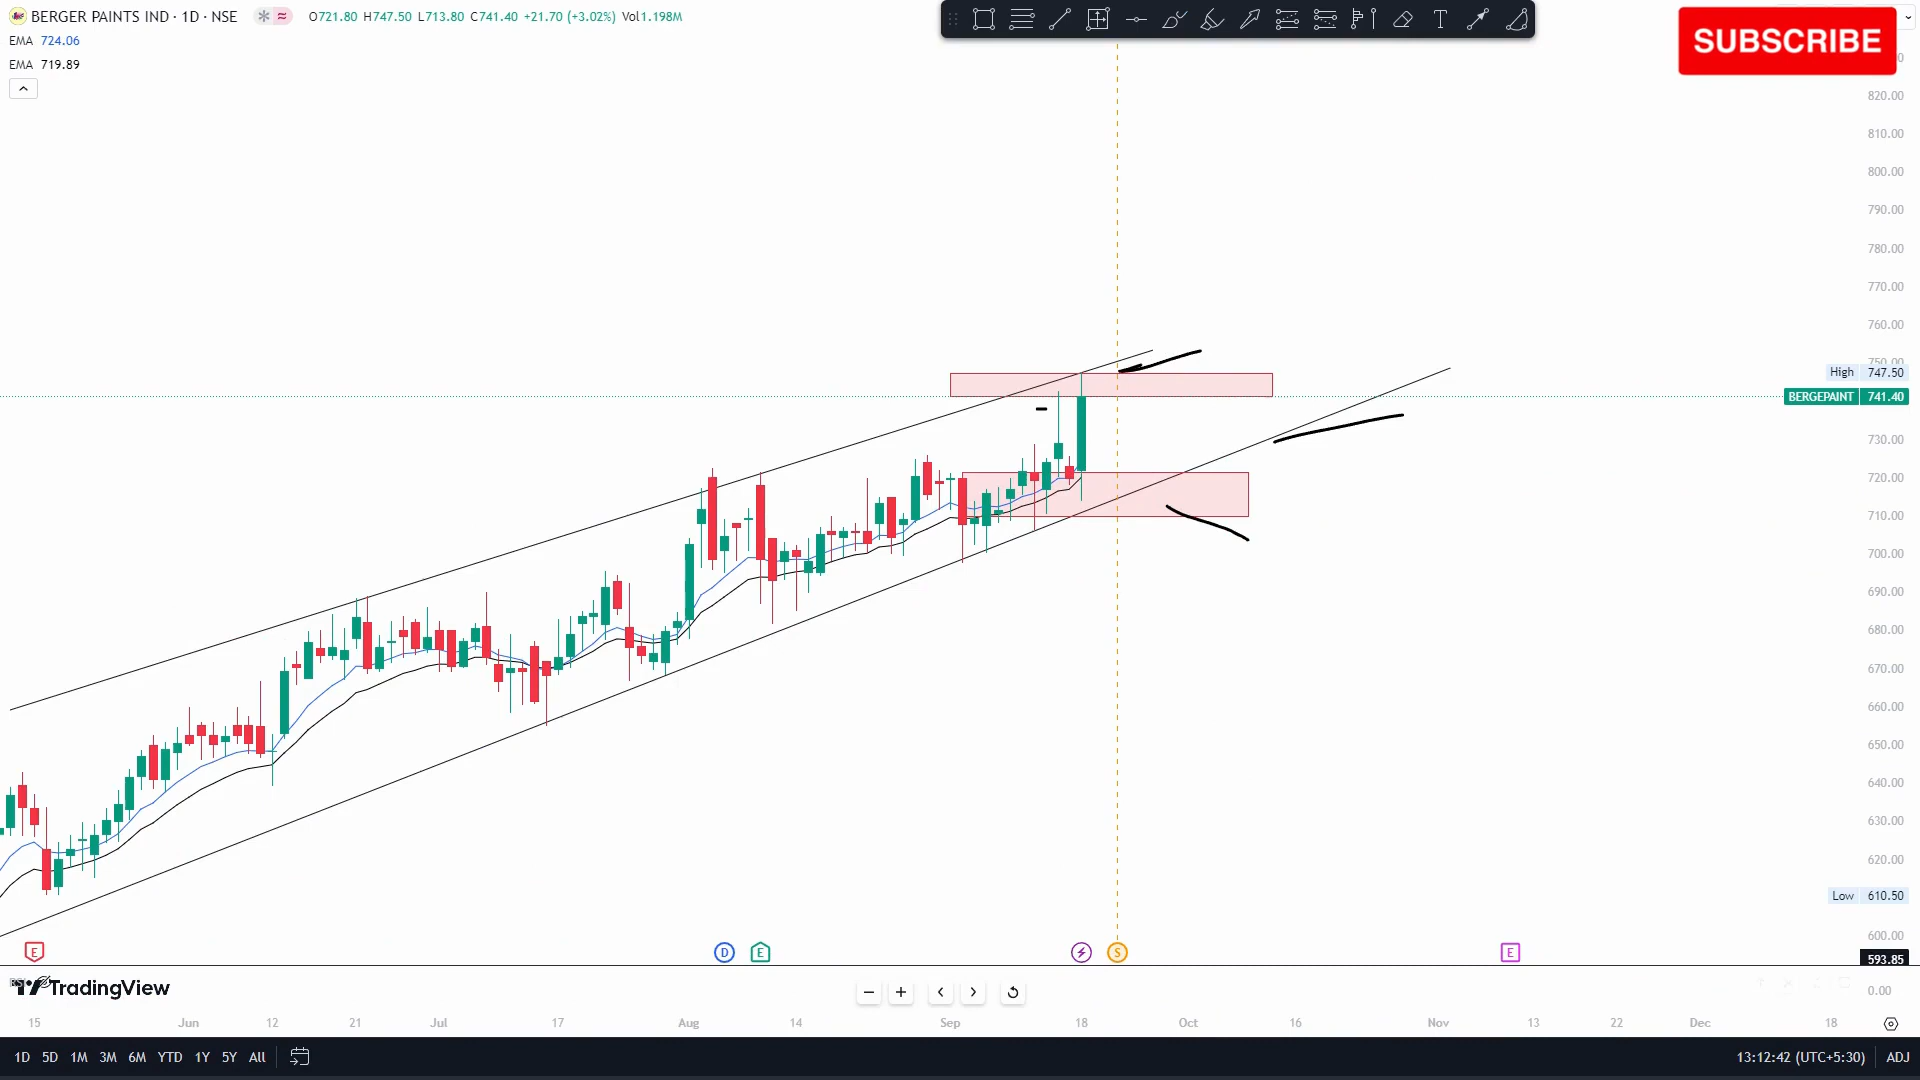 BERGER PAINTS IND · 1D · NSE O721.80 H747.50 L713.80 C741.40 +21.70 (+3.02%) Vol1.198M
EMA 724.06
EMA 719.89
SUBSCRIBE
820.00
810.00
800.00
790.00
780.00
770.00
760.00
750.00
High 747.50
BERGEPAINT 741.40
730.00
720.00
710.00
700.00
690.00
680.00
670.00
660.00
650.00
640.00
630.00
620.00
Low 610.50
600.00
593.85
E D E S E
TradingView
0.00
15 Jun 12 21 Jul 17 Aug 14 Sep 18 Oct 16 Nov 13 22 Dec 18
1D 5D 1M 3M 6M YTD 1Y 5Y All 13:12:42 (UTC+5:30) ADJ